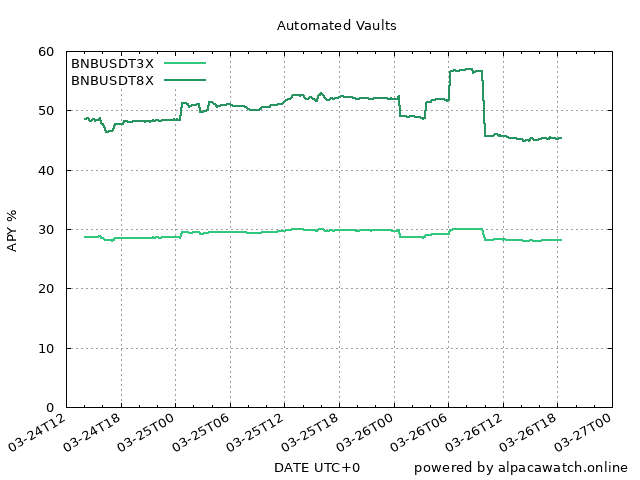 Automated Vaults
BNBUSDT3X
BNBUSDT8X
APY %
60
50
40
30
20
10
0
03-24T12
03-24T18
03-25T00
03-25T06
03-25T12
03-25T18
03-26T00
03-26T06
03-26T12
03-26T18
03-27T00
DATE UTC+0
powered by alpacawatch.online